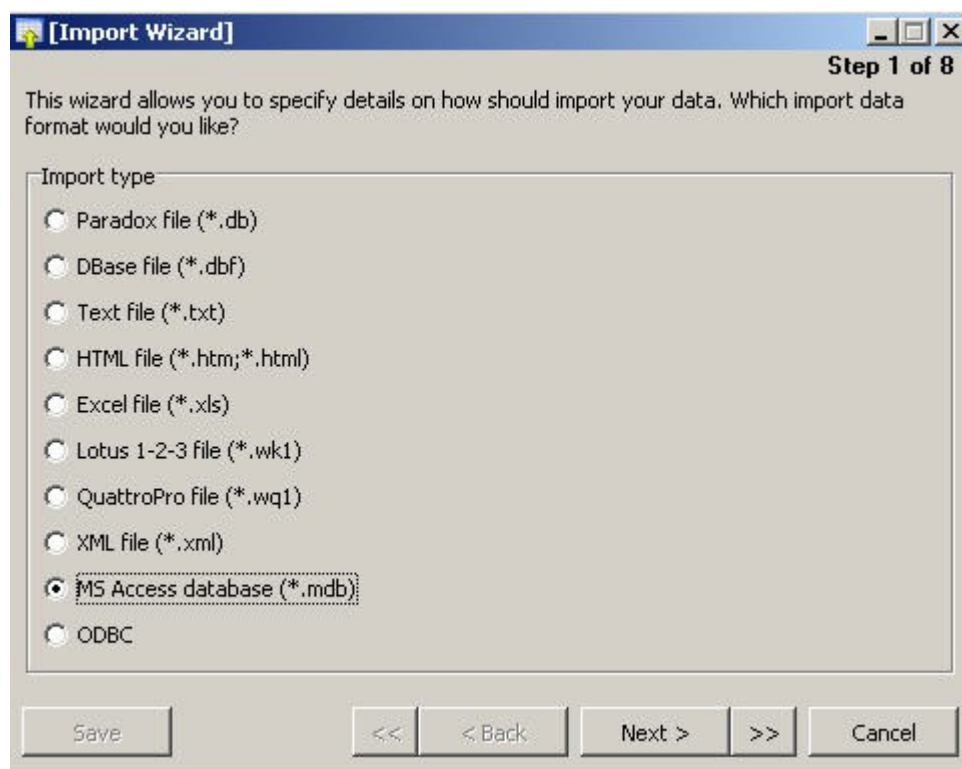 [Import Wizard]
Step 1 of 8
This wizard allows you to specify details on how should import your data. Which import data
format would you like?
Import type
Paradox file (*.db)
DBase file (*.dbf)
Text file (*.txt)
HTML file (*.htm;*.html)
Excel file (*.xls)
Lotus 1-2-3 file (*.wk1)
QuattroPro file (*.wq1)
XML file (*.xml)
MS Access database (*.mdb)
ODBC
Save << < Back Next > >> Cancel